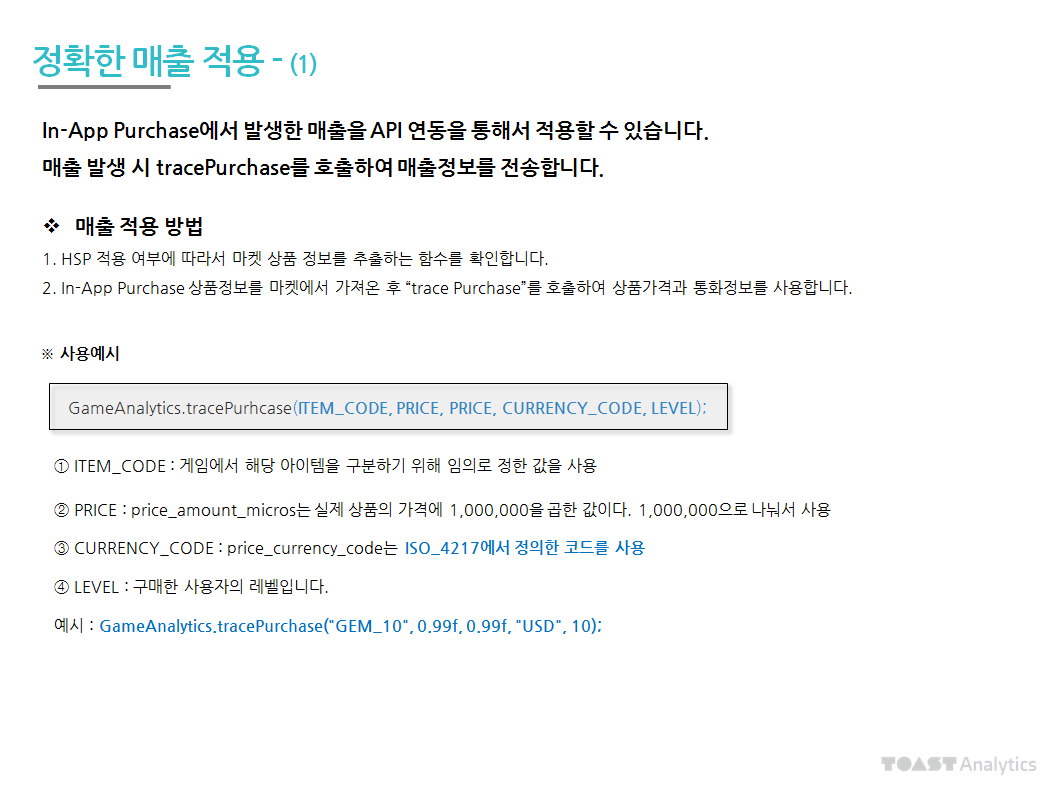 정확한 매출 적용 - (1)
In-App Purchase에서 발생한 매출을 API 연동을 통해서 적용할 수 있습니다.
매출 발생 시 tracePurchase를 호출하여 매출정보를 전송합니다.
❖ 매출 적용 방법
1. HSP 적용 여부에 따라서 마켓 상품 정보를 추출하는 함수를 확인합니다.
2. In-App Purchase 상품정보를 마켓에서 가져온 후 “trace Purchase”를 호출하여 상품가격과 통화정보를 사용합니다.
※ 사용예시
GameAnalytics.tracePurhcase(ITEM_CODE, PRICE, PRICE, CURRENCY_CODE, LEVEL);
① ITEM_CODE : 게임에서 해당 아이템을 구분하기 위해 임의로 정한 값을 사용
② PRICE : price_amount_micros는 실제 상품의 가격에 1,000,000을 곱한 값이다. 1,000,000으로 나눠서 사용
③ CURRENCY_CODE : price_currency_code는 ISO_4217에서 정의한 코드를 사용
④ LEVEL : 구매한 사용자의 레벨입니다.
예시 : GameAnalytics.tracePurchase("GEM_10", 0.99f, 0.99f, "USD", 10);
TOAST Analytics